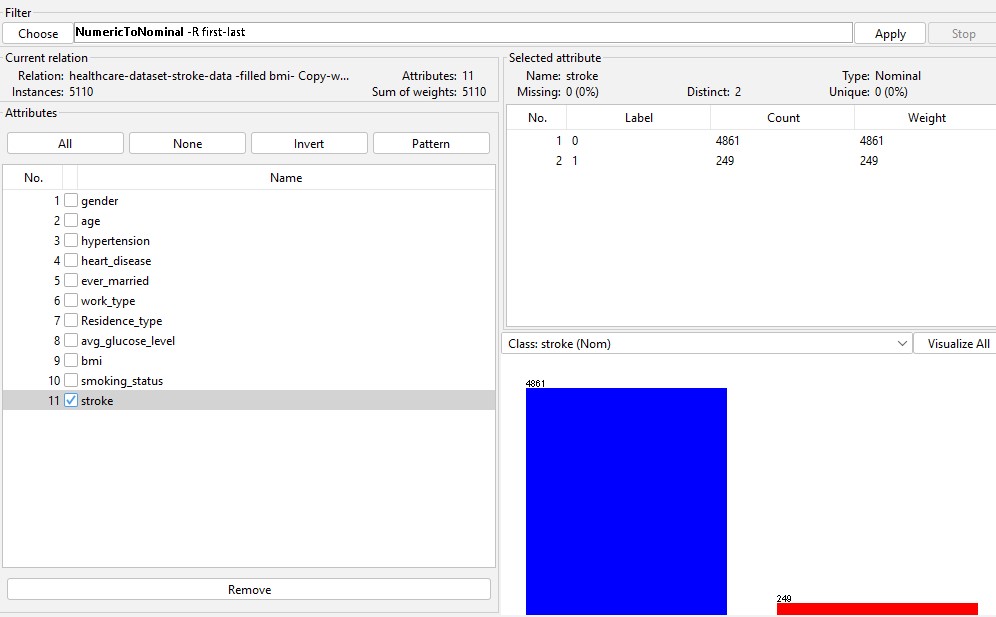 Filter
Choose NumericToNominal -R first-last Apply Stop
Current relation
Relation: healthcare-dataset-stroke-data -filled bmi- Copy-w... Attributes: 11
Instances: 5110 Sum of weights: 5110
Attributes
All None Invert Pattern
No. Name
1 gender
2 age
3 hypertension
4 heart_disease
5 ever_married
6 work_type
7 Residence_type
8 avg_glucose_level
9 bmi
10 smoking_status
11 stroke
Remove
Selected attribute
Name: stroke Type: Nominal
Missing: 0 (0%) Distinct: 2 Unique: 0 (0%)
No. Label Count Weight
1 0 4861 4861
2 1 249 249
Class: stroke (Nom) Visualize All
4861
249